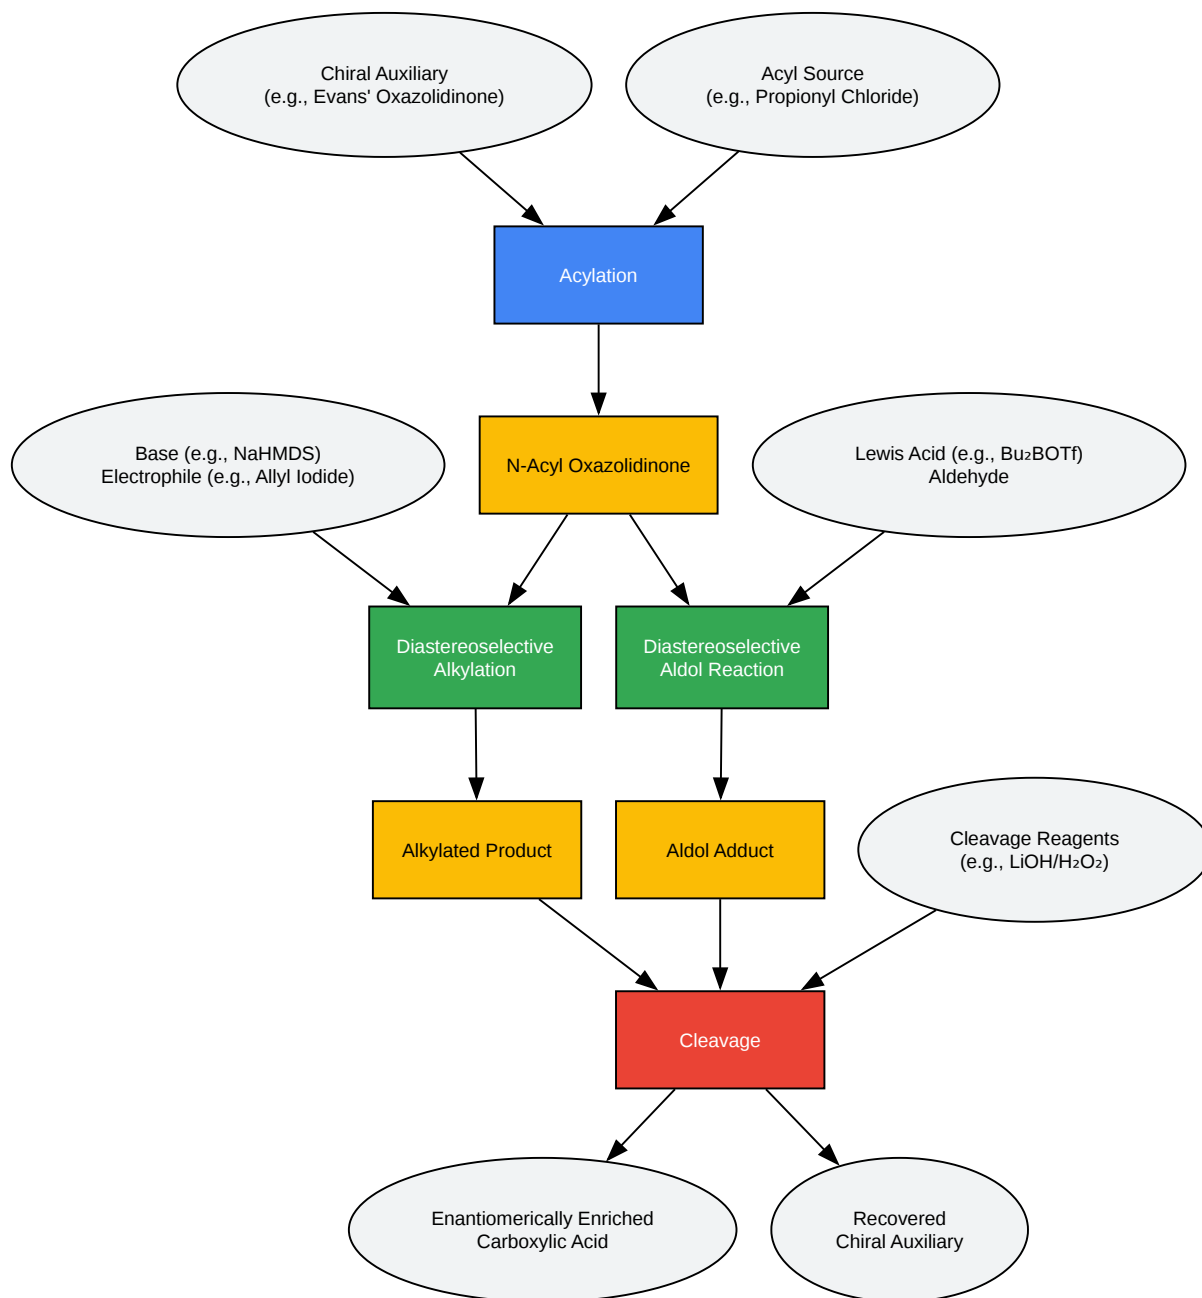 Chiral Auxiliary
(e.g., Evans' Oxazolidinone)
Acyl Source
(e.g., Propionyl Chloride)
Acylation
Base (e.g., NaHMDS)
Electrophile (e.g., Allyl Iodide)
N-Acyl Oxazolidinone
Lewis Acid (e.g., Bu₂BOTf)
Aldehyde
Diastereoselective
Alkylation
Diastereoselective
Aldol Reaction
Alkylated Product
Aldol Adduct
Cleavage Reagents
(e.g., LiOH/H₂O₂)
Cleavage
Enantiomerically Enriched
Carboxylic Acid
Recovered
Chiral Auxiliary